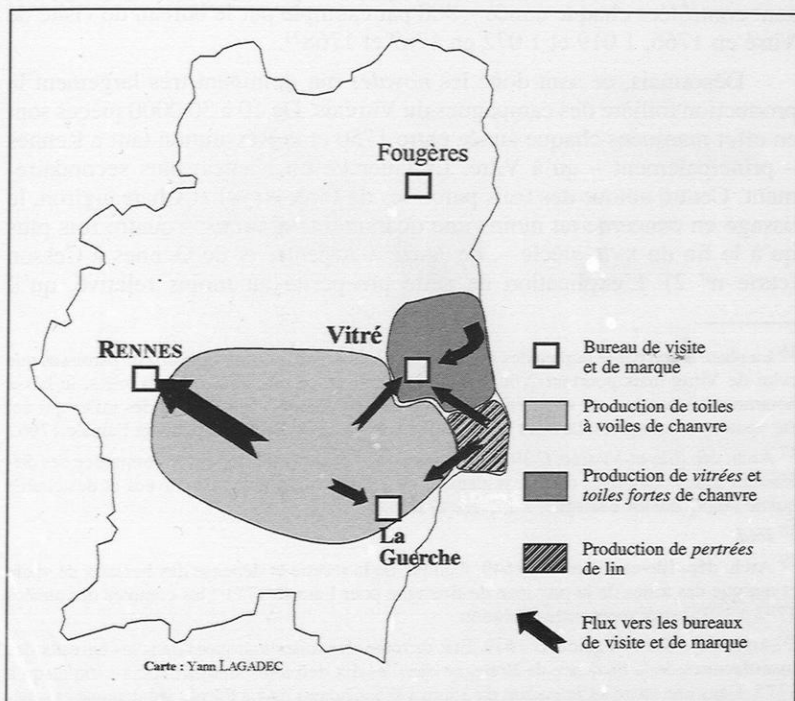 Fougères
Vitré
RENNES
La
Guerche
Bureau de visite
et de marque
Production de toiles
à voiles de chanvre
Production de vitrées et
toiles fortes de chanvre
Production de pertrées
de lin
Flux vers les bureaux
de visite et de marque
Carte : Yann LAGADEC